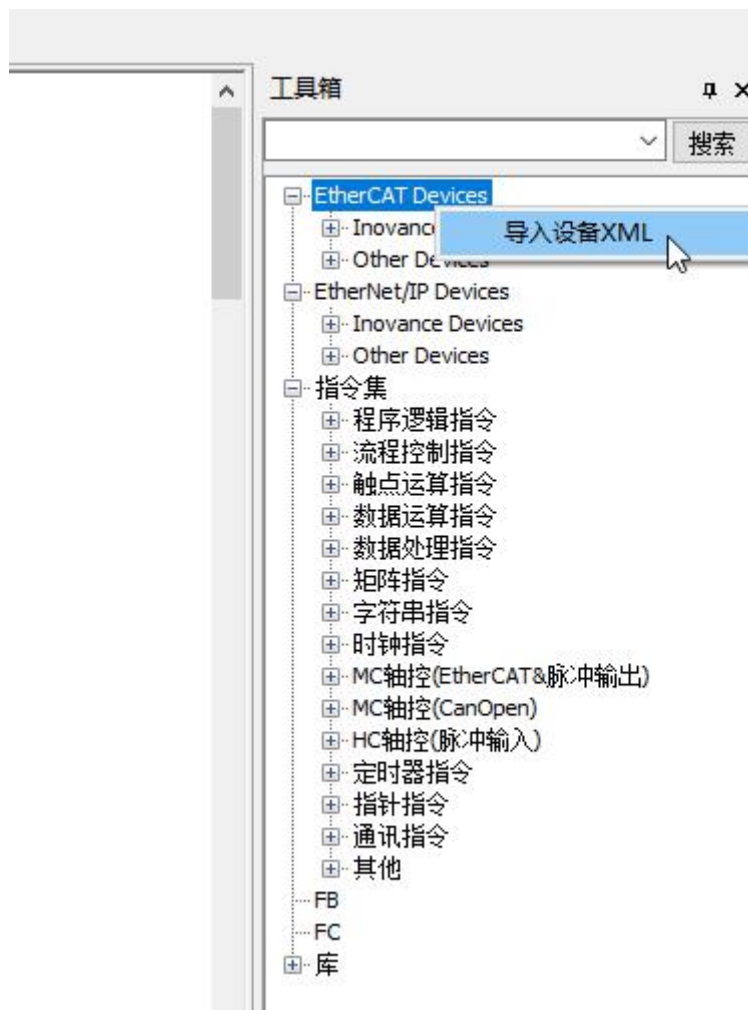 工具箱
搜索
EtherCAT Devices
Inovance
导入设备XML
Other Devices
EtherNet/IP Devices
Inovance Devices
Other Devices
指令集
程序逻辑指令
流程控制指令
触点运算指令
数据运算指令
数据处理指令
矩阵指令
字符串指令
时钟指令
MC轴控(EtherCAT&脉冲输出)
MC轴控(CanOpen)
HC轴控(脉冲输入)
定时器指令
指针指令
通讯指令
其他
FB
FC
库